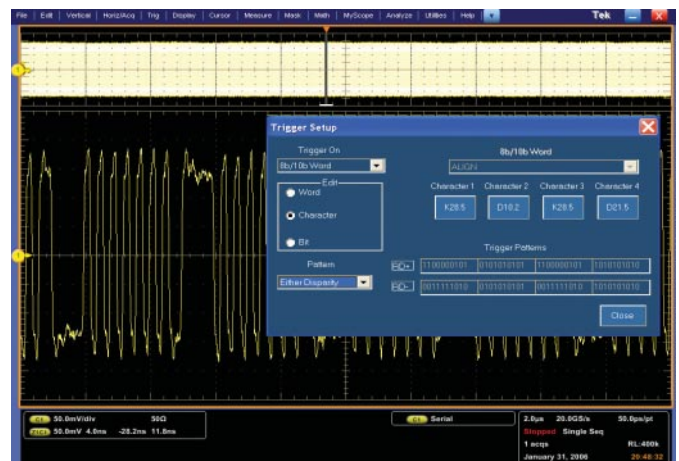 File Edit Vertical Horiz/Acq Trig Display Cursor Measure Mask Math MyScope Analyze Utilities Help Tek
Trigger Setup
Trigger On
8b/10b Word
8b/10b Word
ALIGN
Edit
Word
Character
Bit
Character 1 Character 2 Character 3 Character 4
K28.5 D10.2 K28.5 D21.5
Trigger Patterns
Pattern
Either Disparity
RD+ 1100000101 0101010101 1100000101 1010101010
RD- 0011111010 0101010101 0011111010 1010101010
Close
C1 50.0mV/div 50Ω
Z1C1 50.0mV 4.0ns -28.2ns 11.8ns
C1 Serial
2.0µs 20.0GS/s 50.0ps/pt
Stopped Single Seq
1 acqs RL:400k
January 31, 2006 20:48:32